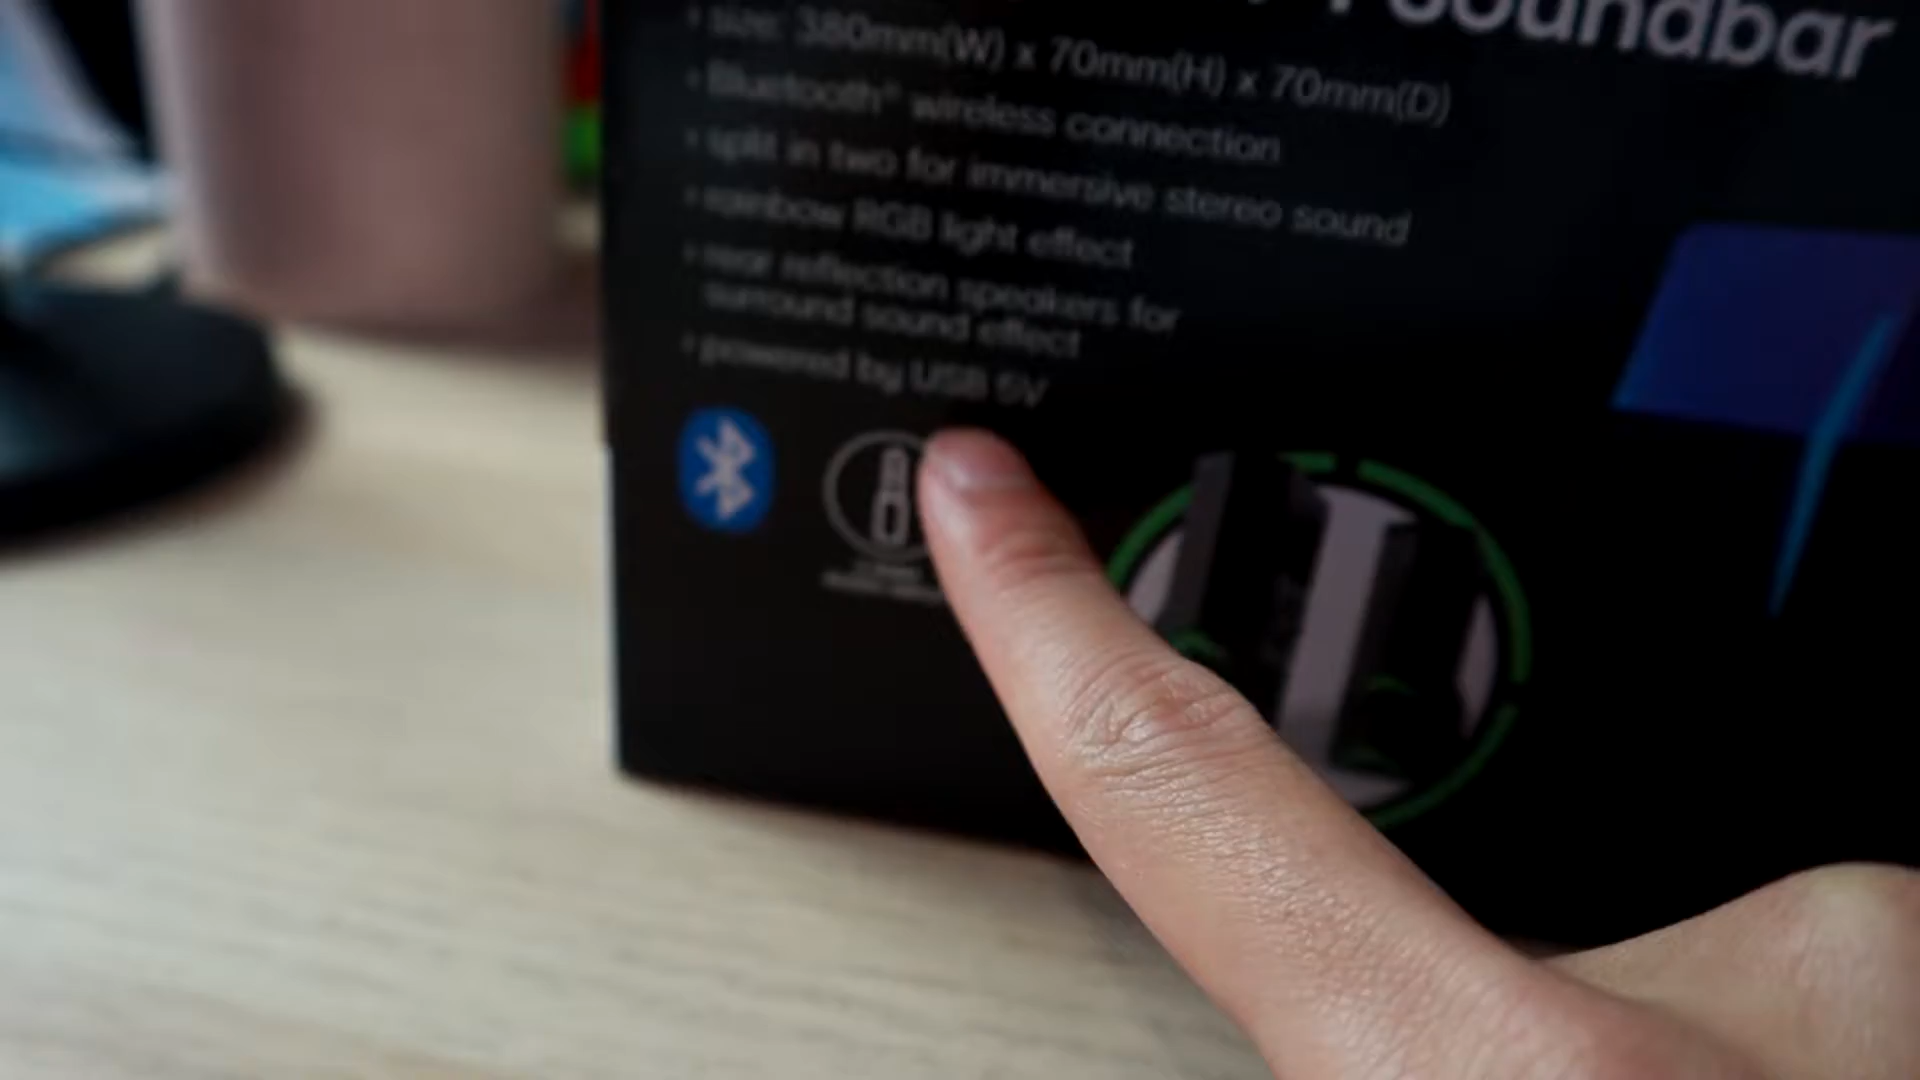 soundbar
• size: 380mm(W) x 70mm(H) x 70mm(D)
• Bluetooth® wireless connection
• split in two for immersive stereo sound
• rainbow RGB light effect
• rear reflection speakers for
surround sound effect
• powered by USB 5V